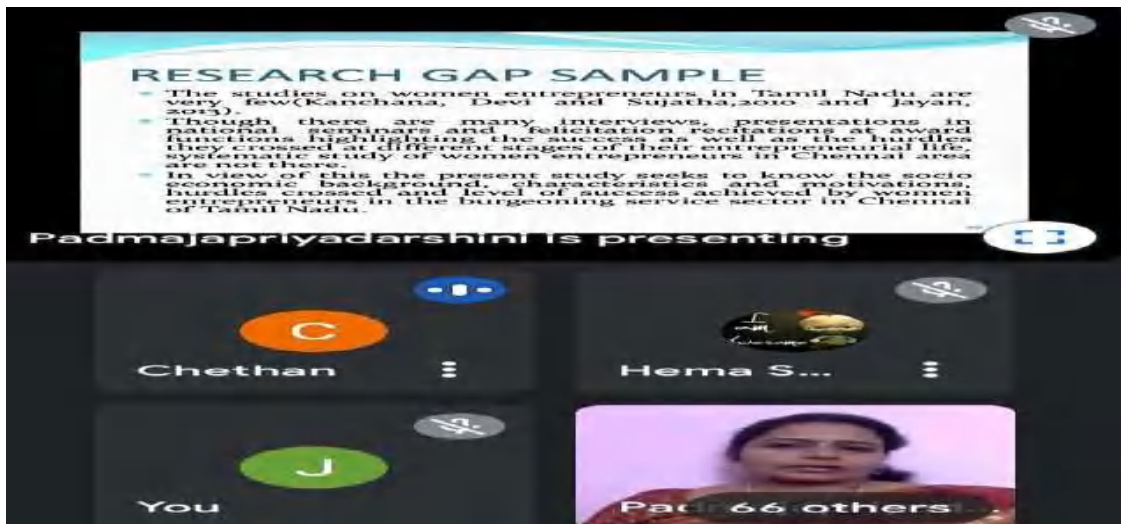 RESEARCH GAP SAMPLE
The studies on women entrepreneurs in Tamil Nadu are
very few(Kanchana, Devi and Sujatha,2010 and Jayan,
2013).
Though there are many interviews, presentations in
national seminars and felicitation recitations at award
functions highlighting the success as well as the hurdles
they crossed at different stages of their entrepreneurial life,
systematic study of women entrepreneurs in Chennai area
are not there.
In view of this the present study seeks to know the socio
economic background, characteristics and motivations,
hurdles crossed and level of success achieved by women
entrepreneurs in the burgeoning service sector in Chennai
of Tamil Nadu.
Padmajapriyadarshini is presenting
C
Chethan
Hema S...
J
You
Pad
66 others